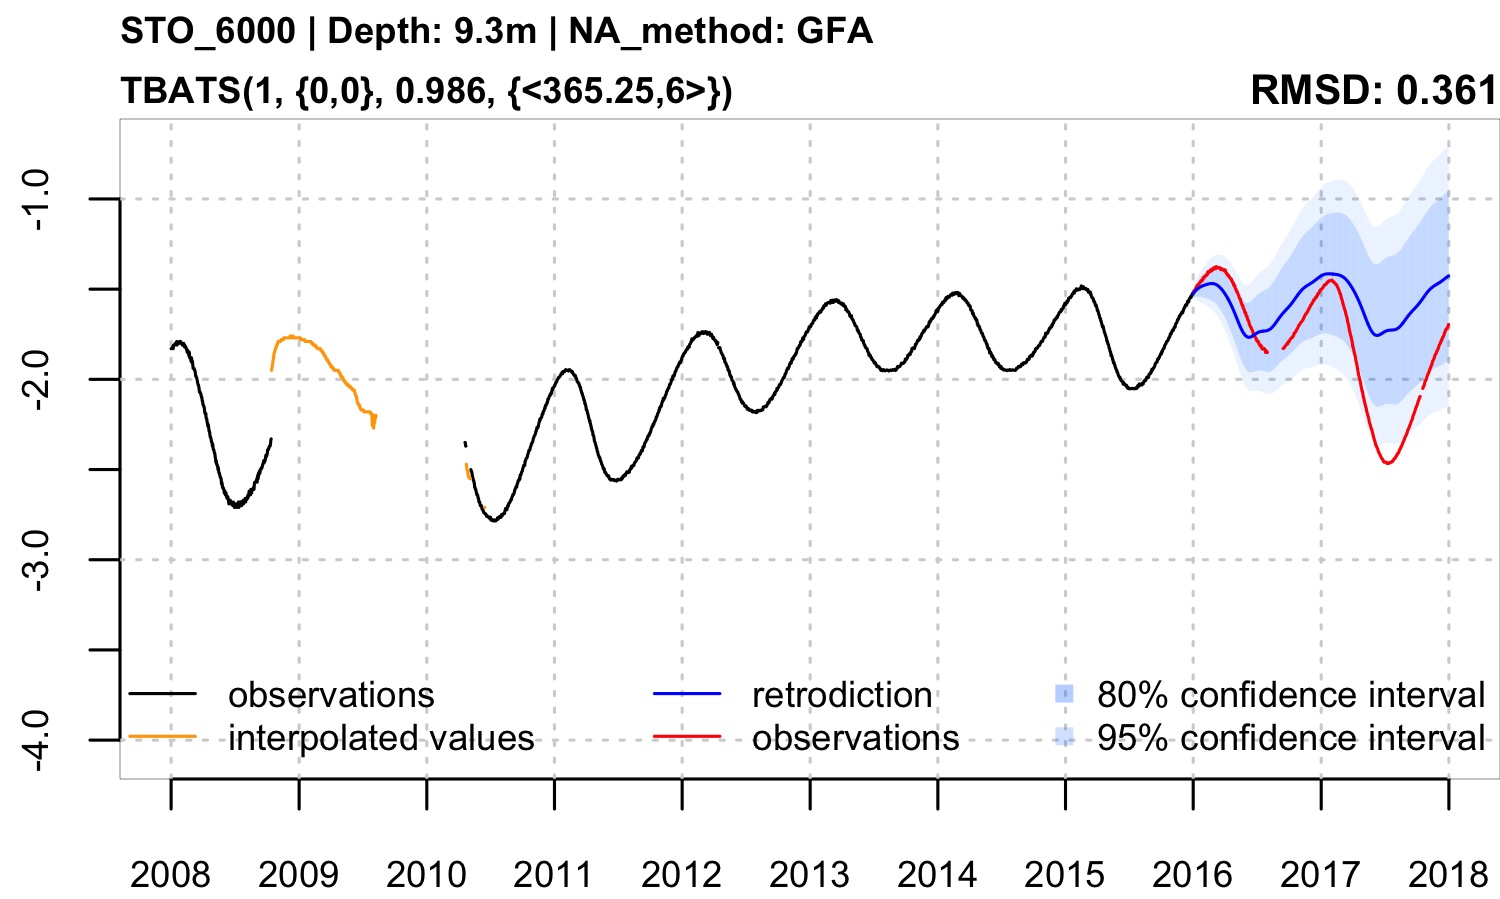 STO_6000 | Depth: 9.3m | NA_method: GFA
TBATS(1, {0,0}, 0.986, {<365.25,6>})
RMSD: 0.361
-1.0
-2.0
-3.0
-4.0
observations
interpolated values
retrodiction
observations
80% confidence interval
95% confidence interval
2008 2009 2010 2011 2012 2013 2014 2015 2016 2017 2018